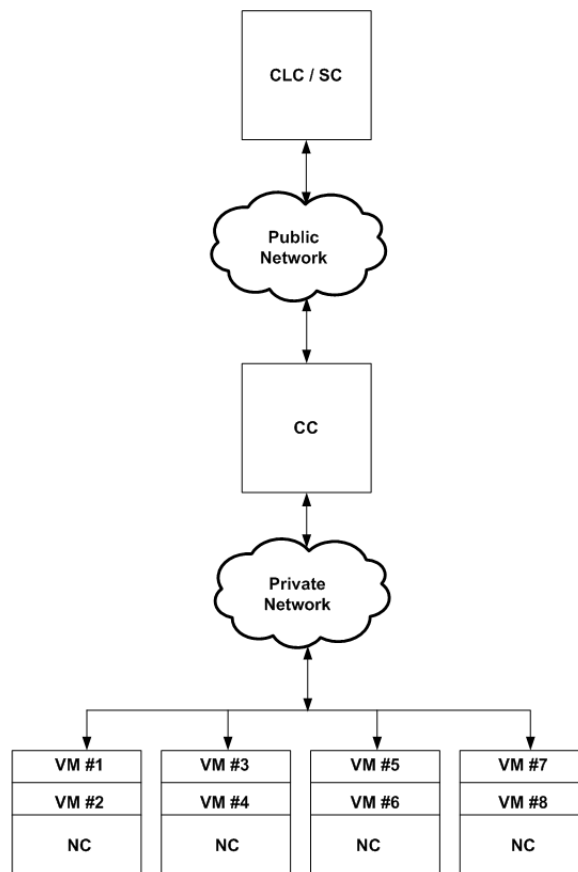 CLC / SC
Public
Network
CC
Private
Network
VM #1 VM #3 VM #5 VM #7
VM #2 VM #4 VM #6 VM #8
NC NC NC NC